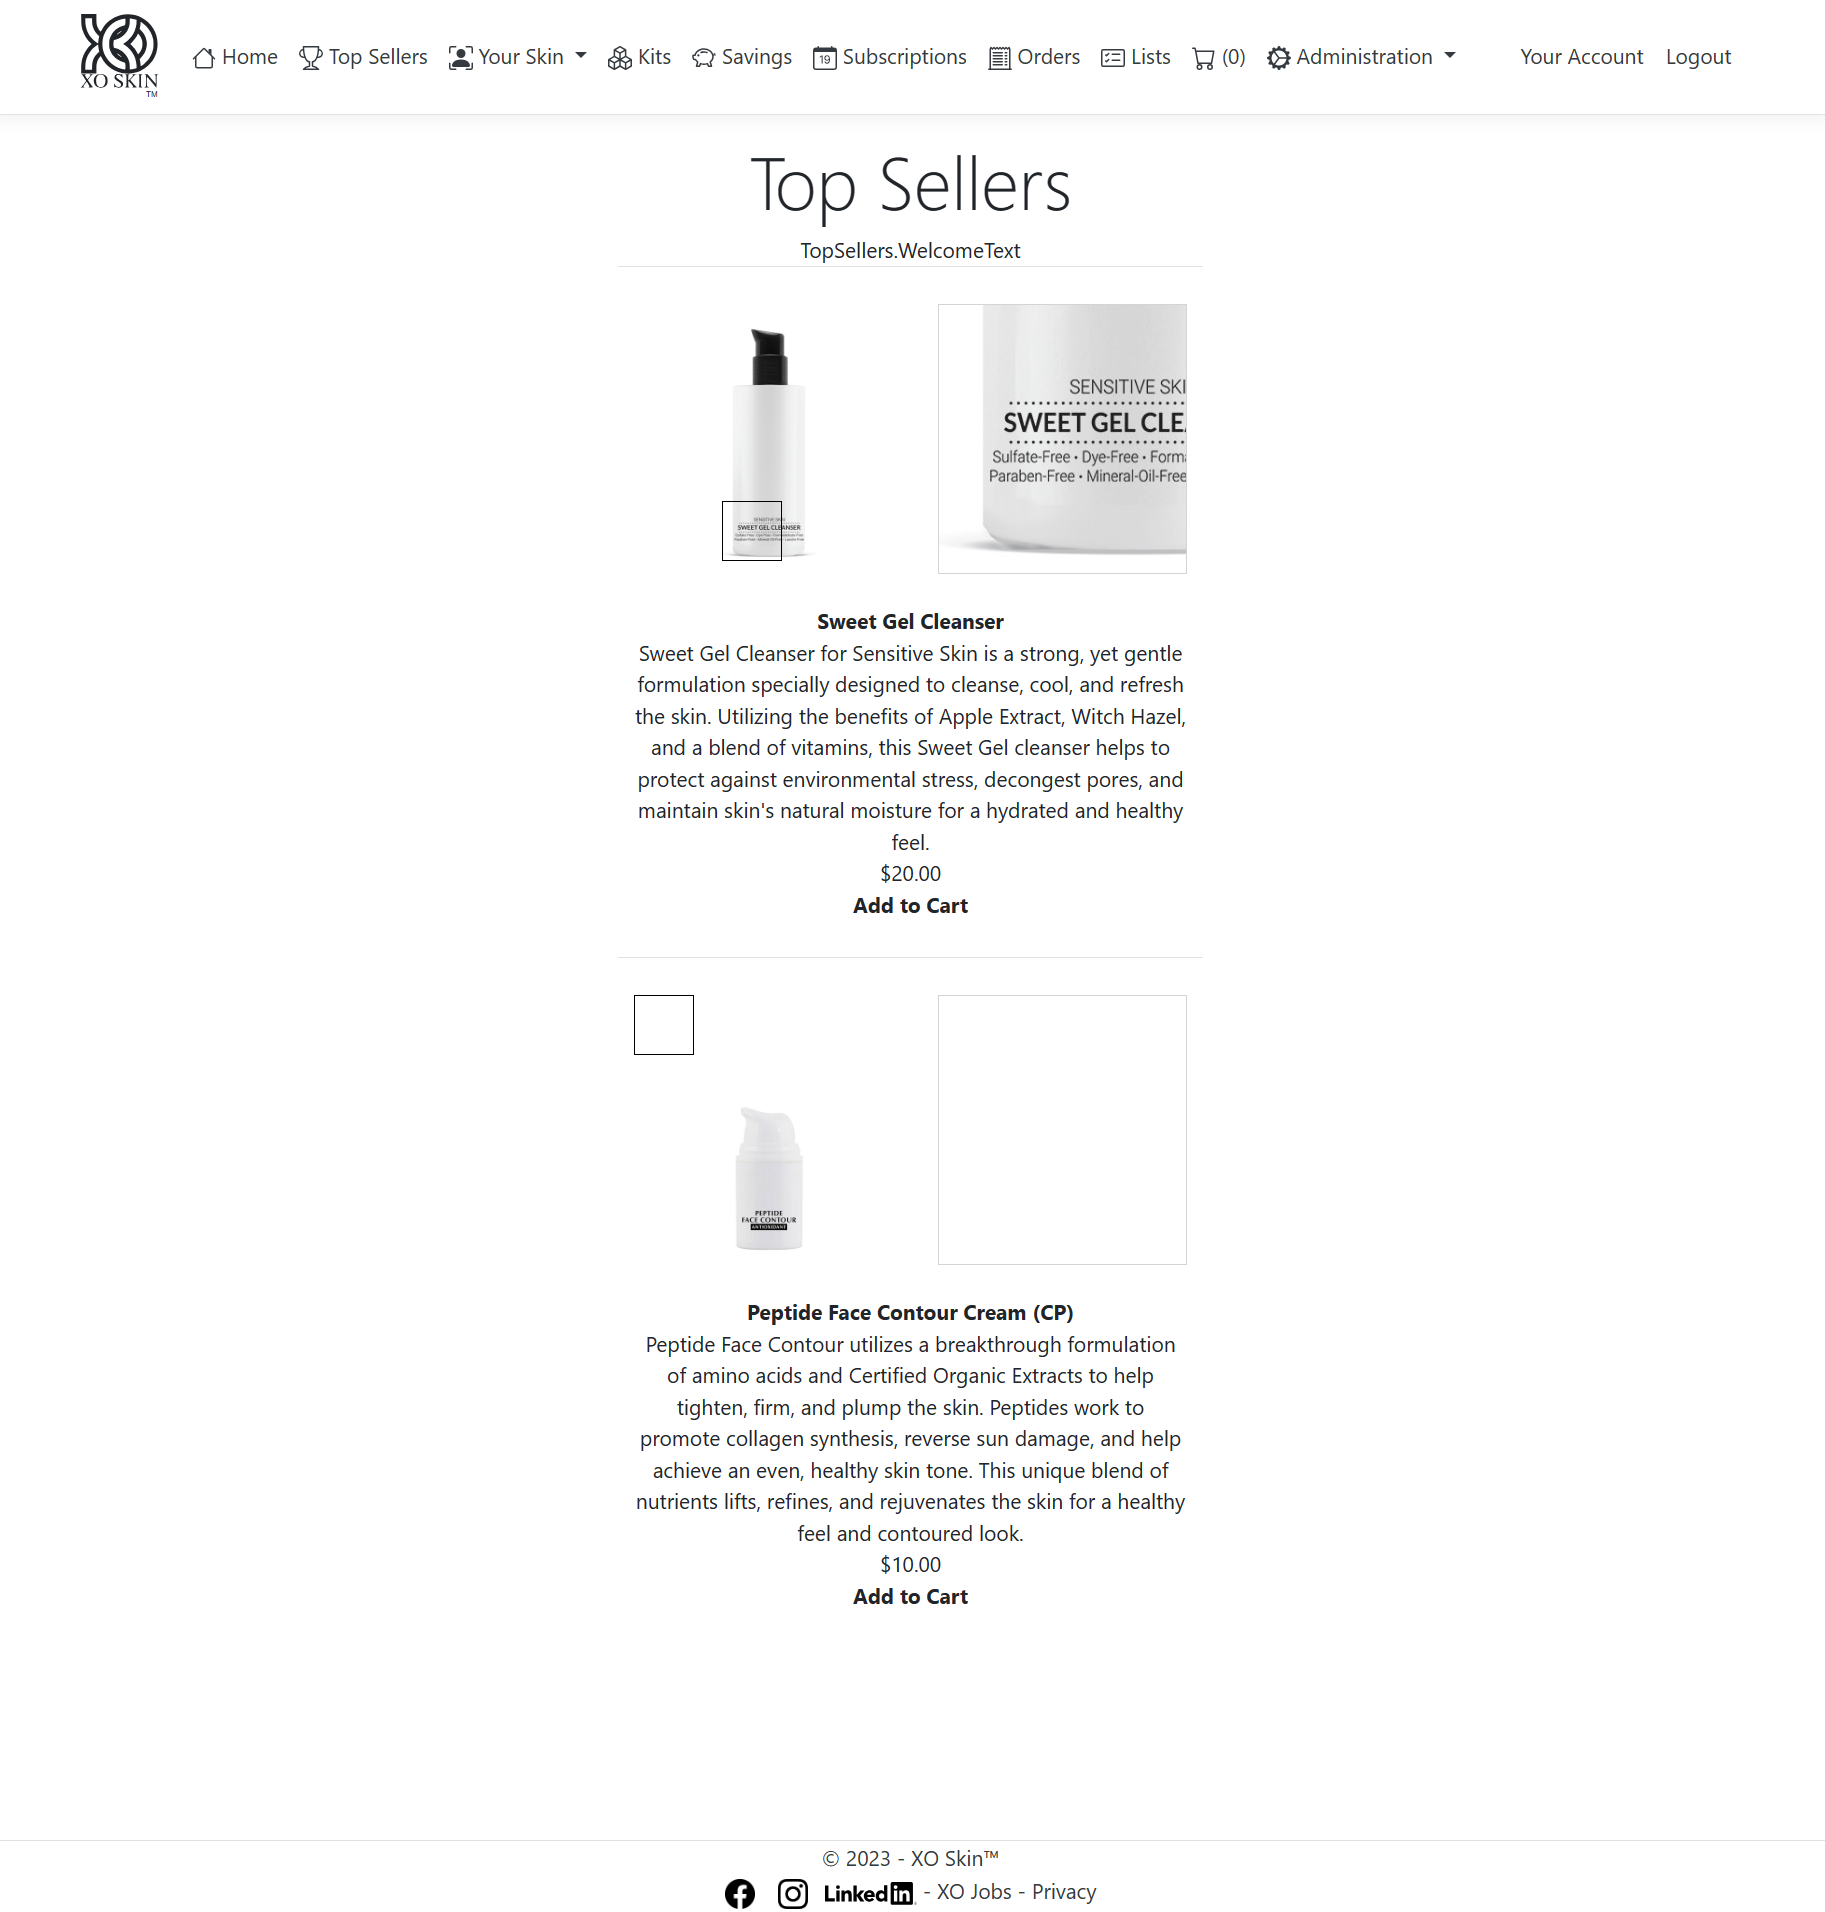 XO SKIN
TM
Home Top Sellers Your Skin Kits Savings 19 Subscriptions Orders Lists (0) Administration Your Account Logout
Top Sellers
TopSellers.WelcomeText
SENSITIVE SKI
SWEET GEL CLEA
Sulfate-Free • Dye-Free • Forma
Paraben-Free • Mineral-Oil-Free
SENSITIVE SKIN
SWEET GEL CLEANSER
Sweet Gel Cleanser
Sweet Gel Cleanser for Sensitive Skin is a strong, yet gentle
formulation specially designed to cleanse, cool, and refresh
the skin. Utilizing the benefits of Apple Extract, Witch Hazel,
and a blend of vitamins, this Sweet Gel cleanser helps to
protect against environmental stress, decongest pores, and
maintain skin's natural moisture for a hydrated and healthy
feel.
$20.00
Add to Cart
PEPTIDE
FACE CONTOUR
ANTIOXIDANT
Peptide Face Contour Cream (CP)
Peptide Face Contour utilizes a breakthrough formulation
of amino acids and Certified Organic Extracts to help
tighten, firm, and plump the skin. Peptides work to
promote collagen synthesis, reverse sun damage, and help
achieve an even, healthy skin tone. This unique blend of
nutrients lifts, refines, and rejuvenates the skin for a healthy
feel and contoured look.
$10.00
Add to Cart
© 2023 - XO Skin™
LinkedIn - XO Jobs - Privacy